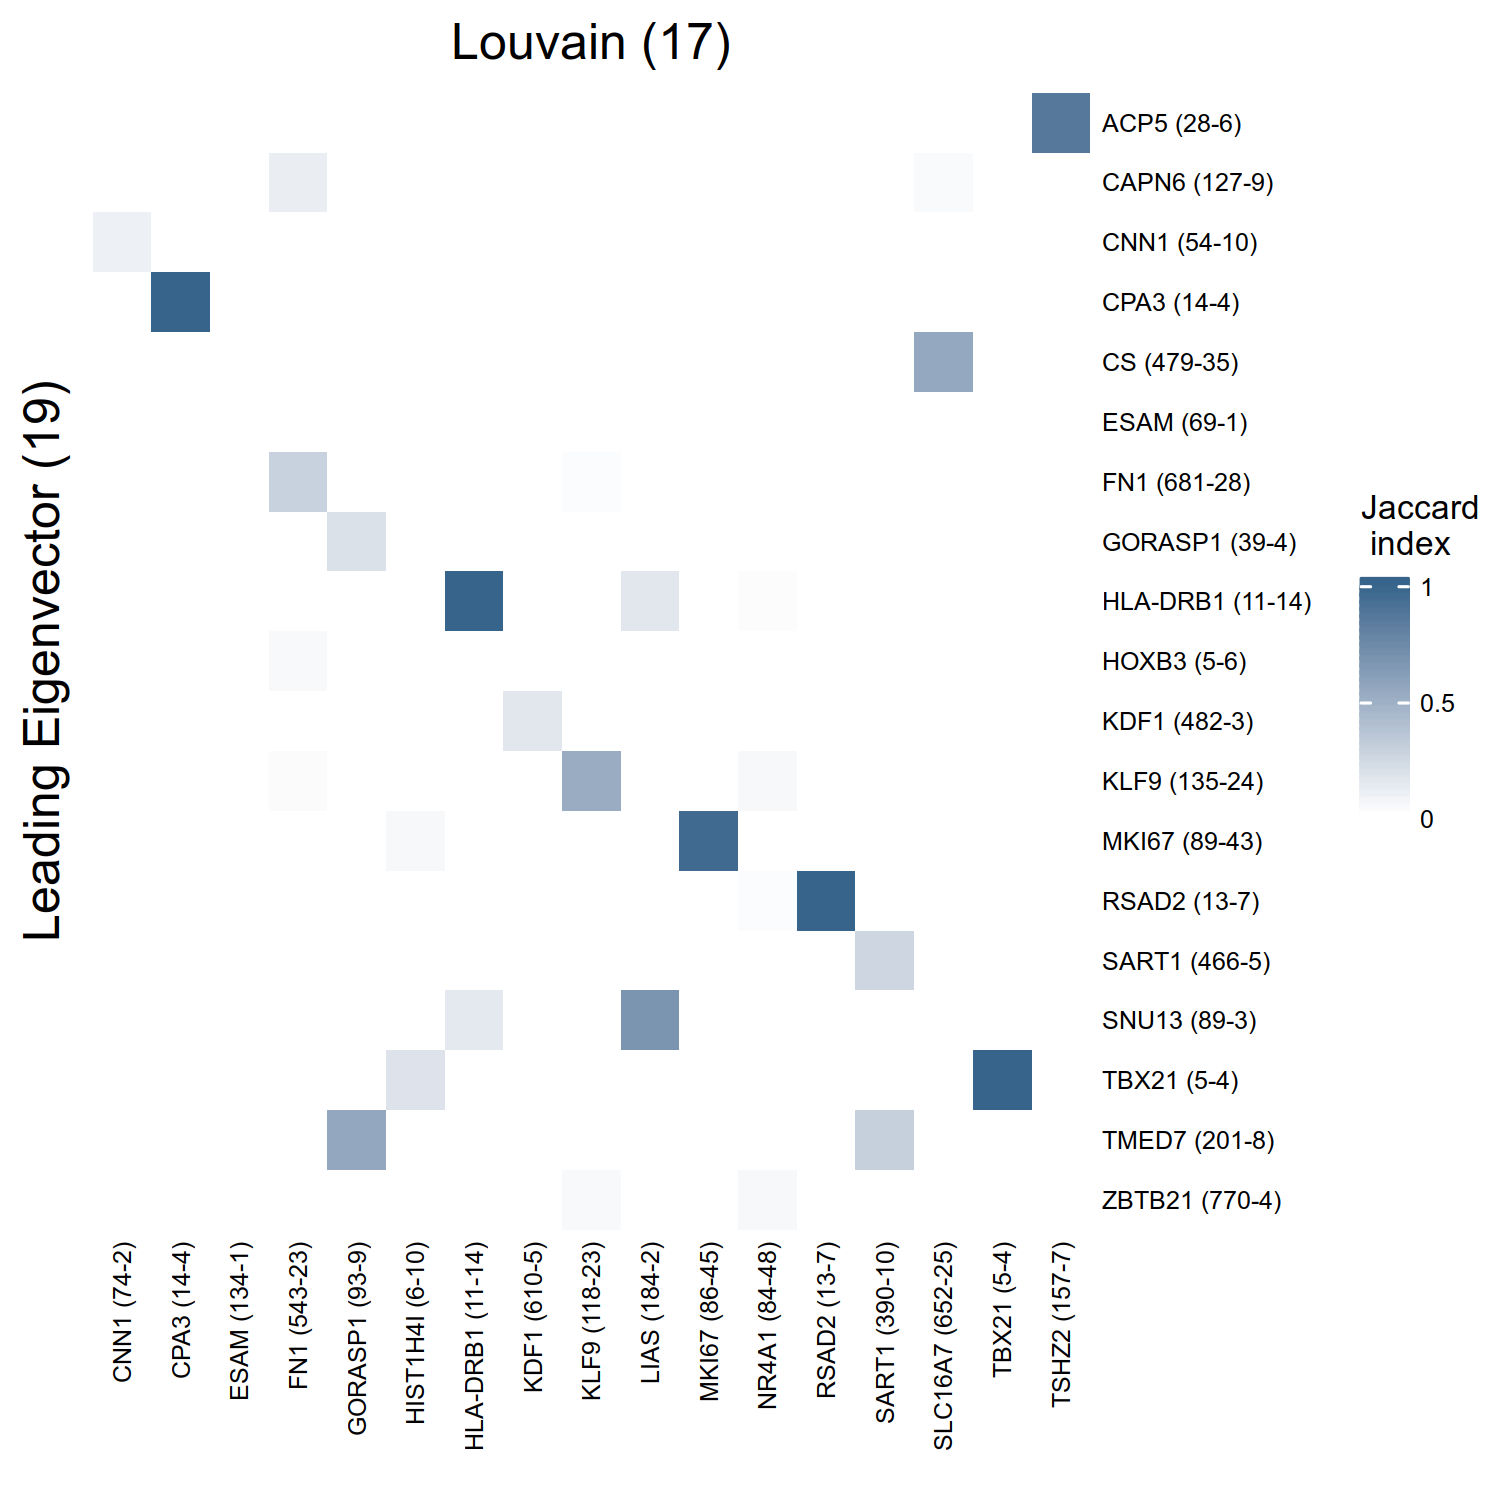 Louvain (17)
Leading Eigenvector (19)
ACP5 (28-6)
CAPN6 (127-9)
CNN1 (54-10)
CPA3 (14-4)
CS (479-35)
ESAM (69-1)
FN1 (681-28)
GORASP1 (39-4)
HLA-DRB1 (11-14)
HOXB3 (5-6)
KDF1 (482-3)
KLF9 (135-24)
MKI67 (89-43)
RSAD2 (13-7)
SART1 (466-5)
SNU13 (89-3)
TBX21 (5-4)
TMED7 (201-8)
ZBTB21 (770-4)
Jaccard
index
1
0.5
0
CNN1 (74-2)
CPA3 (14-4)
ESAM (134-1)
FN1 (543-23)
GORASP1 (93-9)
HIST1H4I (6-10)
HLA-DRB1 (11-14)
KDF1 (610-5)
KLF9 (118-23)
LIAS (184-2)
MKI67 (86-45)
NR4A1 (84-48)
RSAD2 (13-7)
SART1 (390-10)
SLC16A7 (652-25)
TBX21 (5-4)
TSHZ2 (157-7)